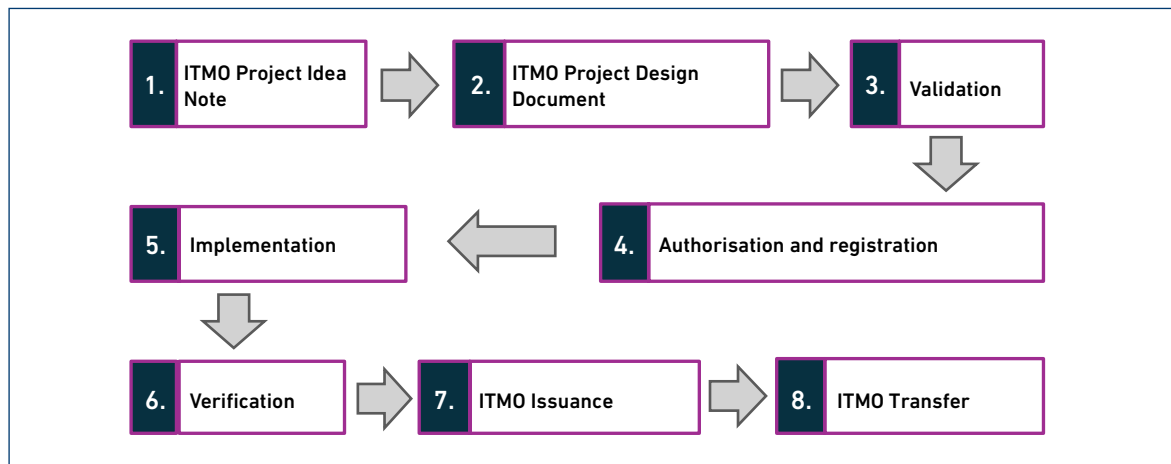 1. ITMO Project Idea
Note
2. ITMO Project Design
Document
3. Validation
4. Authorisation and registration
5. Implementation
6. Verification
7. ITMO Issuance
8. ITMO Transfer